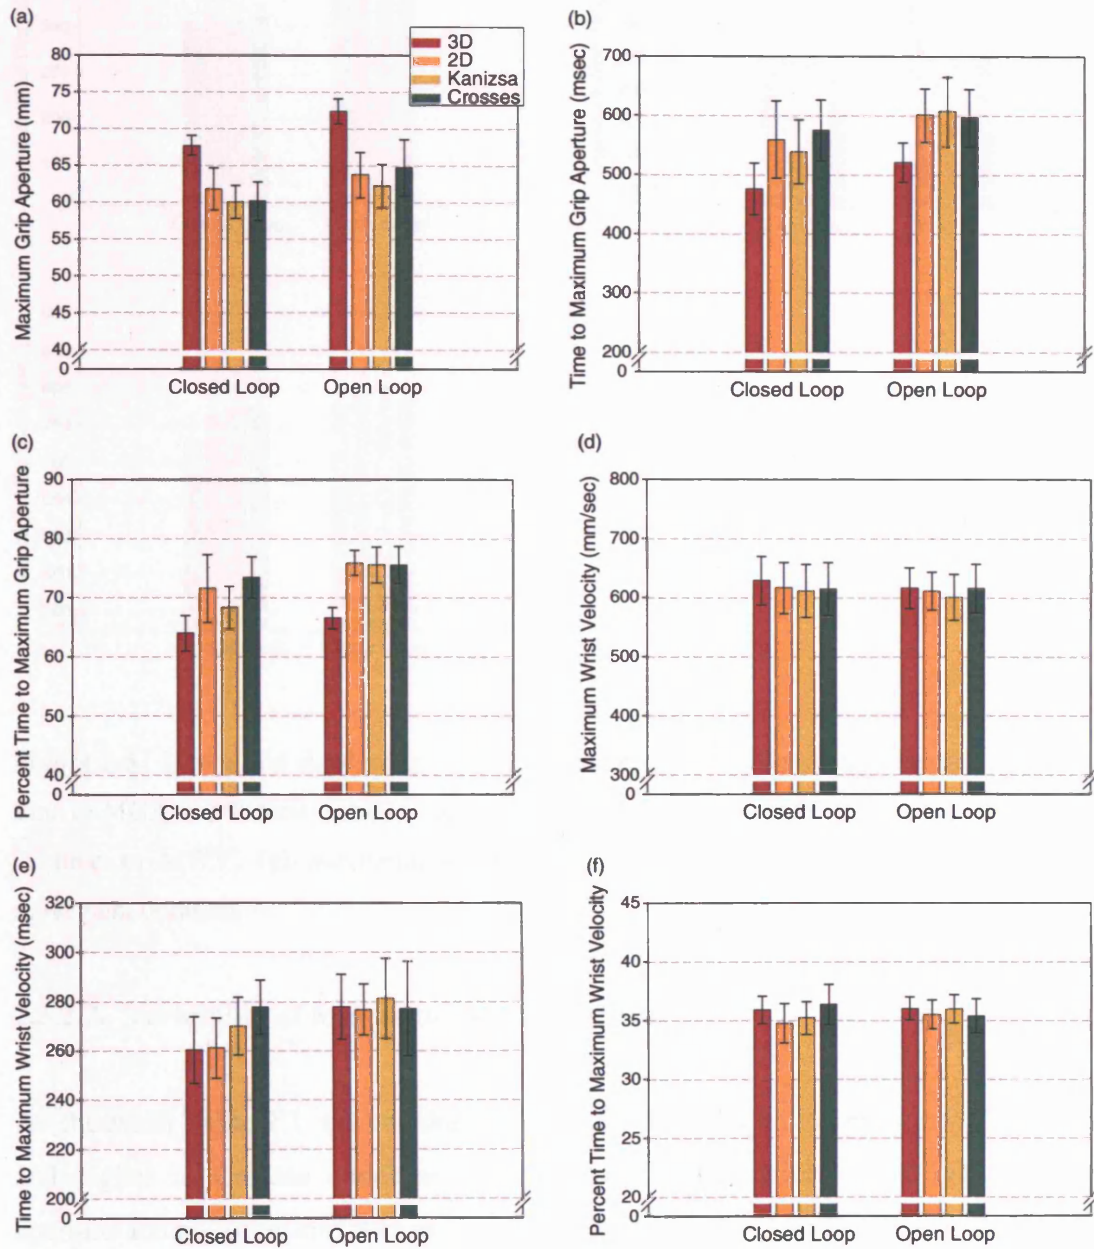 (a)
Maximum Grip Aperture (mm)
80
75
70
65
60
55
50
45
40
0
3D
2D
Kanizsa
Crosses
Closed Loop
Open Loop
(b)
Time to Maximum Grip Aperture (msec)
700
600
500
400
300
200
0
Closed Loop
Open Loop
(c)
Percent Time to Maximum Grip Aperture
90
80
70
60
50
40
0
Closed Loop
Open Loop
(d)
Maximum Wrist Velocity (mm/sec)
800
700
600
500
400
300
0
Closed Loop
Open Loop
(e)
Time to Maximum Wrist Velocity (msec)
320
300
280
260
240
220
200
0
Closed Loop
Open Loop
(f)
Percent Time to Maximum Wrist Velocity
45
40
35
30
25
20
0
Closed Loop
Open Loop